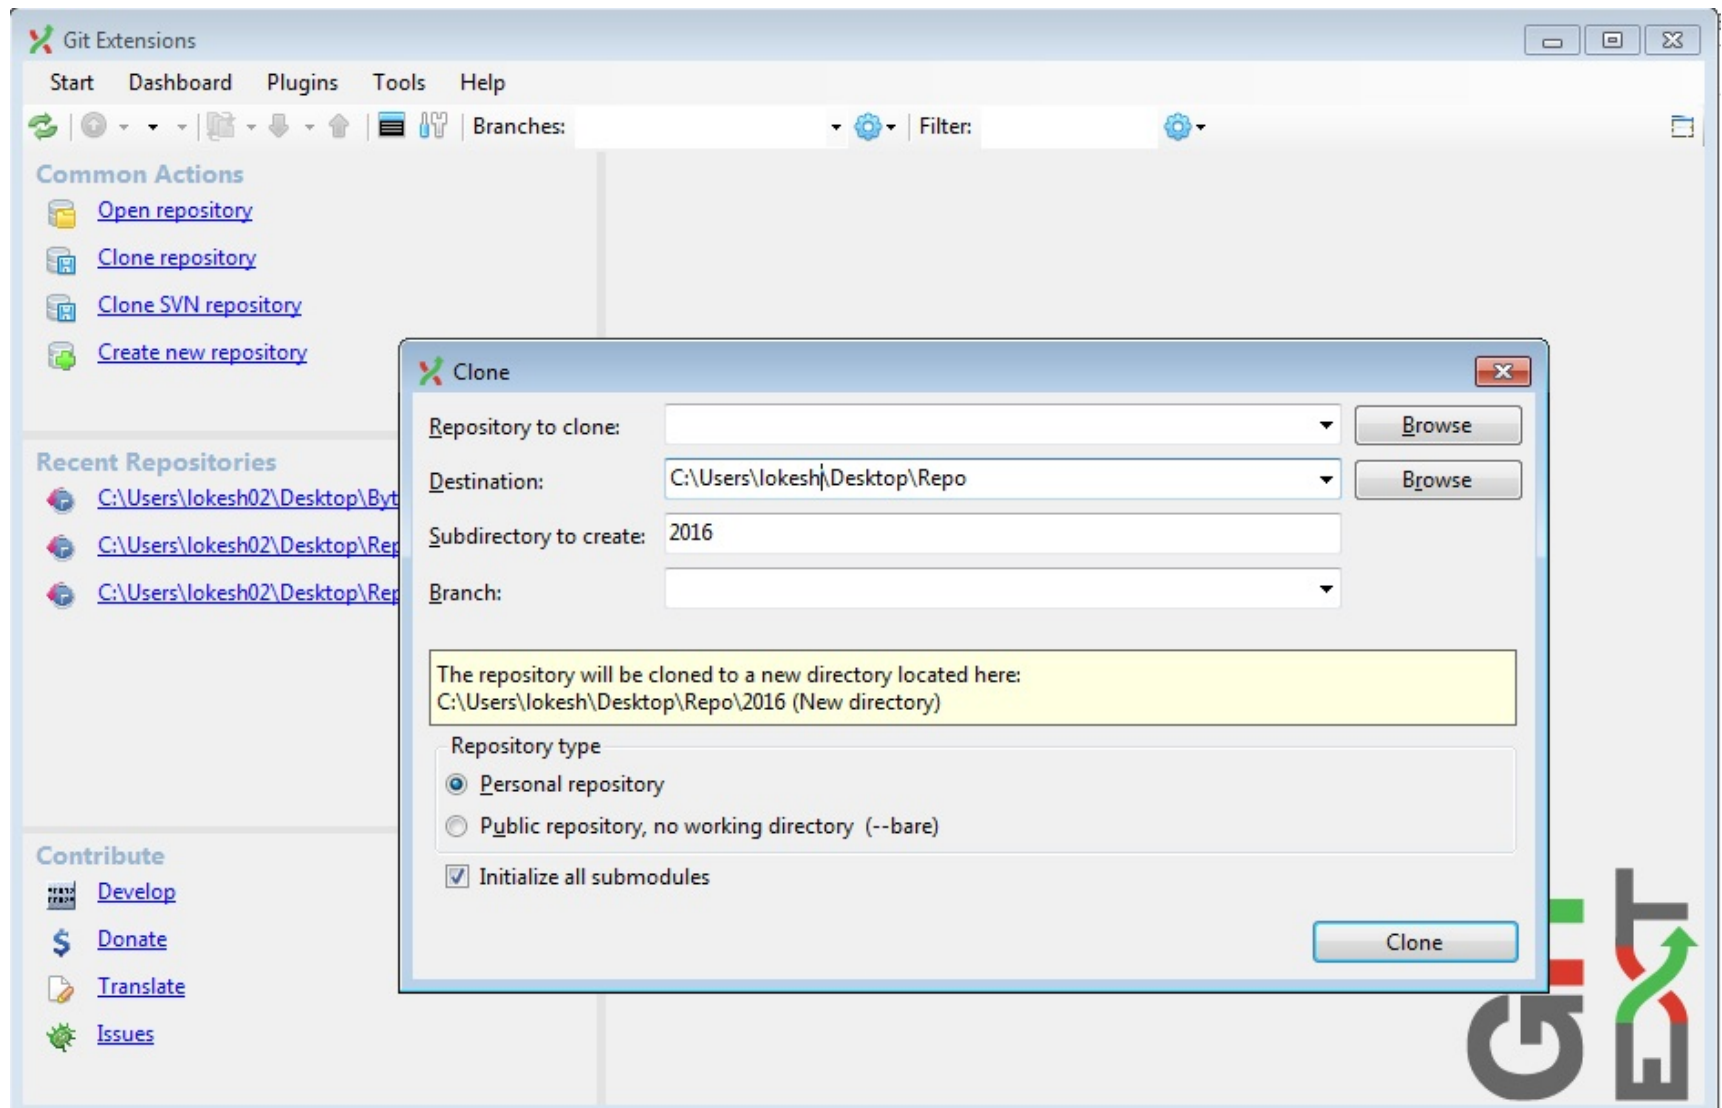 Git Extensions
Start Dashboard Plugins Tools Help
Branches: Filter:
Common Actions
Open repository
Clone repository
Clone SVN repository
Create new repository
Recent Repositories
C:\Users\lokesh02\Desktop\Byt
C:\Users\lokesh02\Desktop\Rep
C:\Users\lokesh02\Desktop\Rep
Contribute
Develop
Donate
Translate
Issues
Clone
Repository to clone: Browse
Destination: C:\Users\lokesh\Desktop\Repo Browse
Subdirectory to create: 2016
Branch:
The repository will be cloned to a new directory located here:
C:\Users\lokesh\Desktop\Repo\2016 (New directory)
Repository type
Personal repository
Public repository, no working directory (--bare)
Initialize all submodules
Clone
GIT
EXT